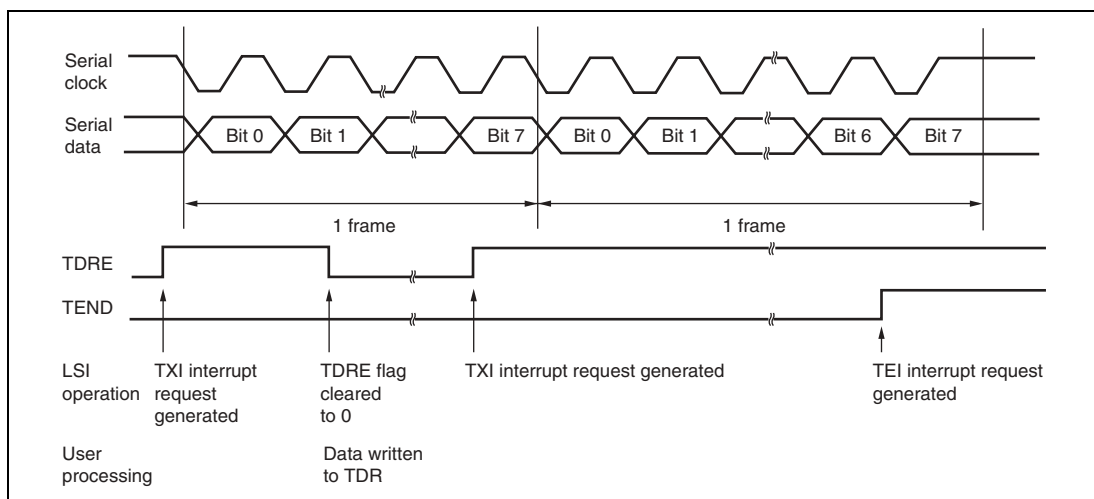 Serial
clock
Serial
data
Bit 0
Bit 1
Bit 7
Bit 0
Bit 1
Bit 6
Bit 7
1 frame
1 frame
TDRE
TEND
LSI
operation
TXI interrupt
request
generated
TDRE flag
cleared
to 0
TXI interrupt request generated
TEI interrupt request
generated
User
processing
Data written
to TDR